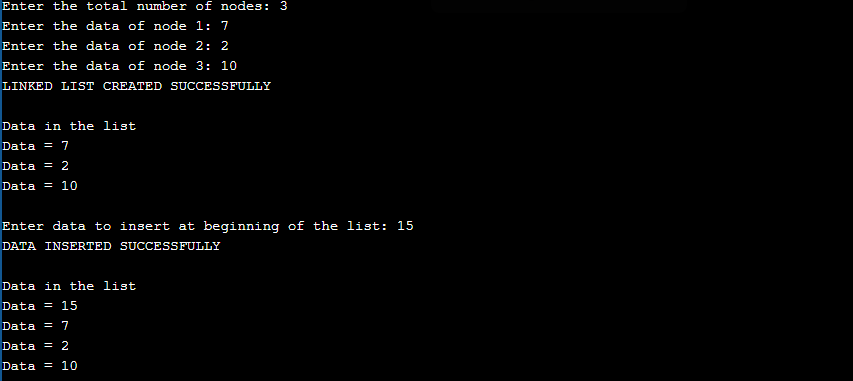 Enter the total number of nodes: 3
Enter the data of node 1: 7
Enter the data of node 2: 2
Enter the data of node 3: 10
LINKED LIST CREATED SUCCESSFULLY
Data in the list
Data = 7
Data = 2
Data = 10
Enter data to insert at beginning of the list: 15
DATA INSERTED SUCCESSFULLY
Data in the list
Data = 15
Data = 7
Data = 2
Data = 10